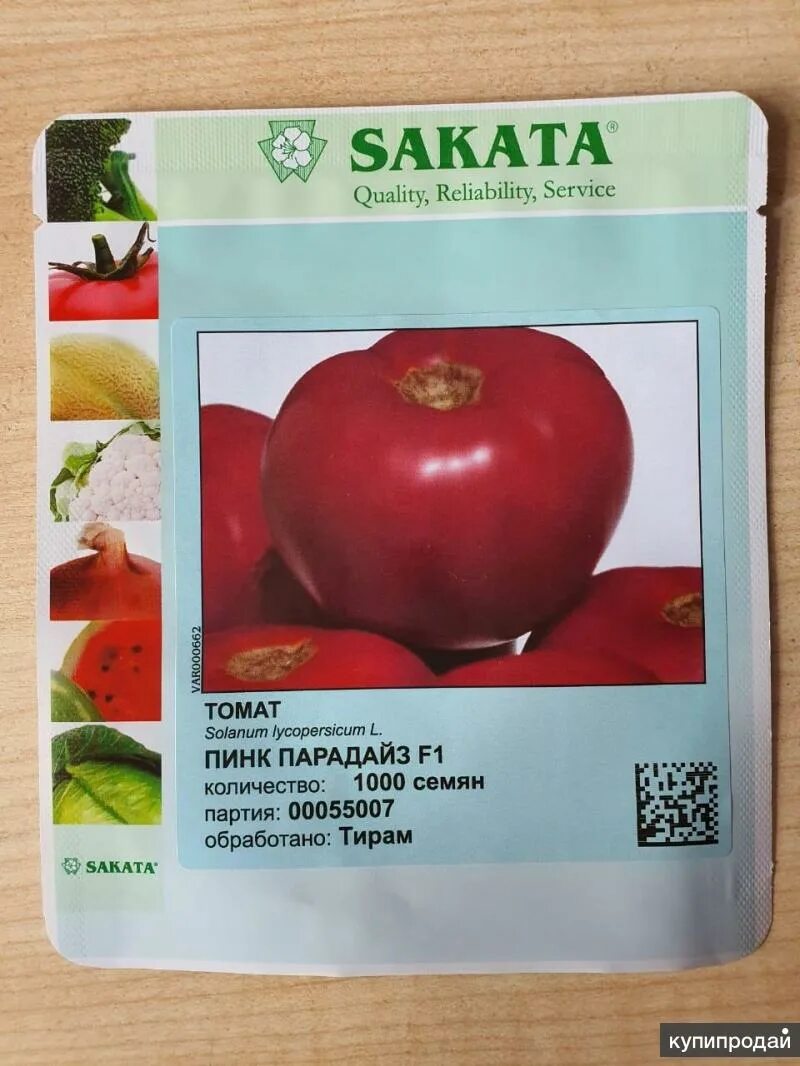 SAKATA®
Quality, Reliability, Service
VAR000662
ТОМАТ
Solanum lycopersicum L.
ПИНК ПАРАДАЙЗ F1
количество: 1000 семян
партия: 00055007
обработано: Тирам
SAKATA®
купипродай